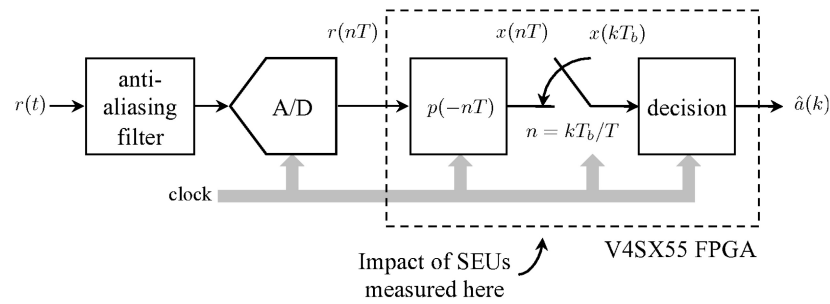 r(nT)
x(nT)
x(kT_b)
anti-
aliasing
filter
r(t)
A/D
p(−nT)
decision
â(k)
n = kT_b/T
clock
V4SX55 FPGA
Impact of SEUs
measured here